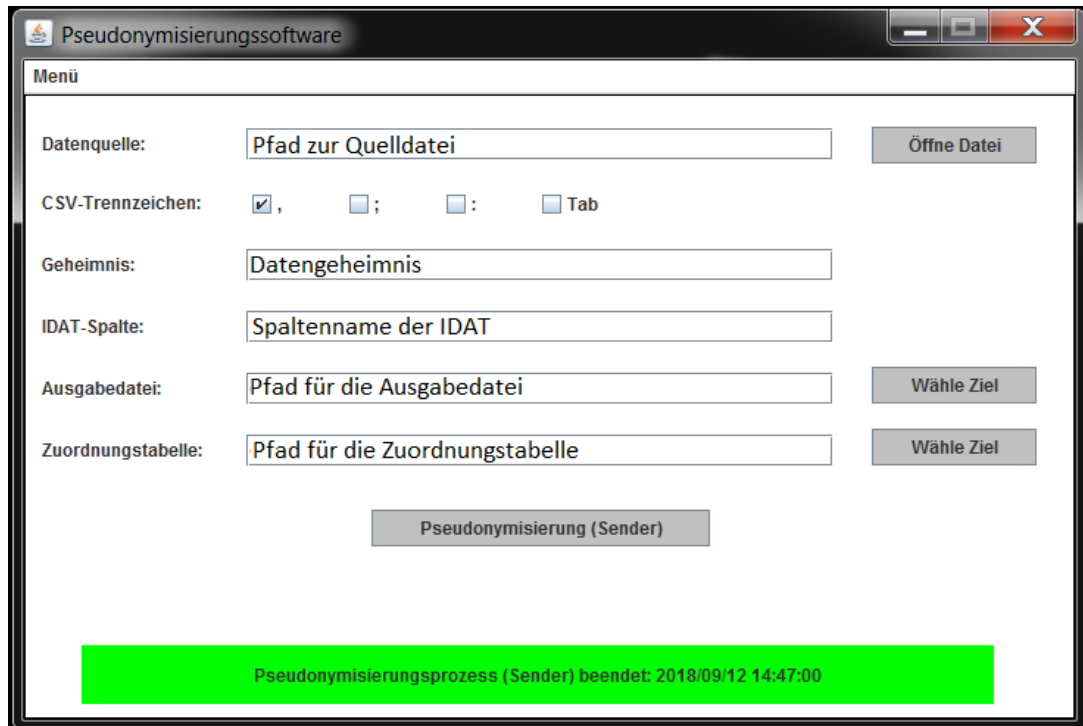 Pseudonymisierungssoftware
Menü
Datenquelle: Pfad zur Quelldatei Öffne Datei
CSV-Trennzeichen: , ; : Tab
Geheimnis: Datengeheimnis
IDAT-Spalte: Spaltenname der IDAT
Ausgabedatei: Pfad für die Ausgabedatei Wähle Ziel
Zuordnungstabelle: Pfad für die Zuordnungstabelle Wähle Ziel
Pseudonymisierung (Sender)
Pseudonymisierungsprozess (Sender) beendet: 2018/09/12 14:47:00